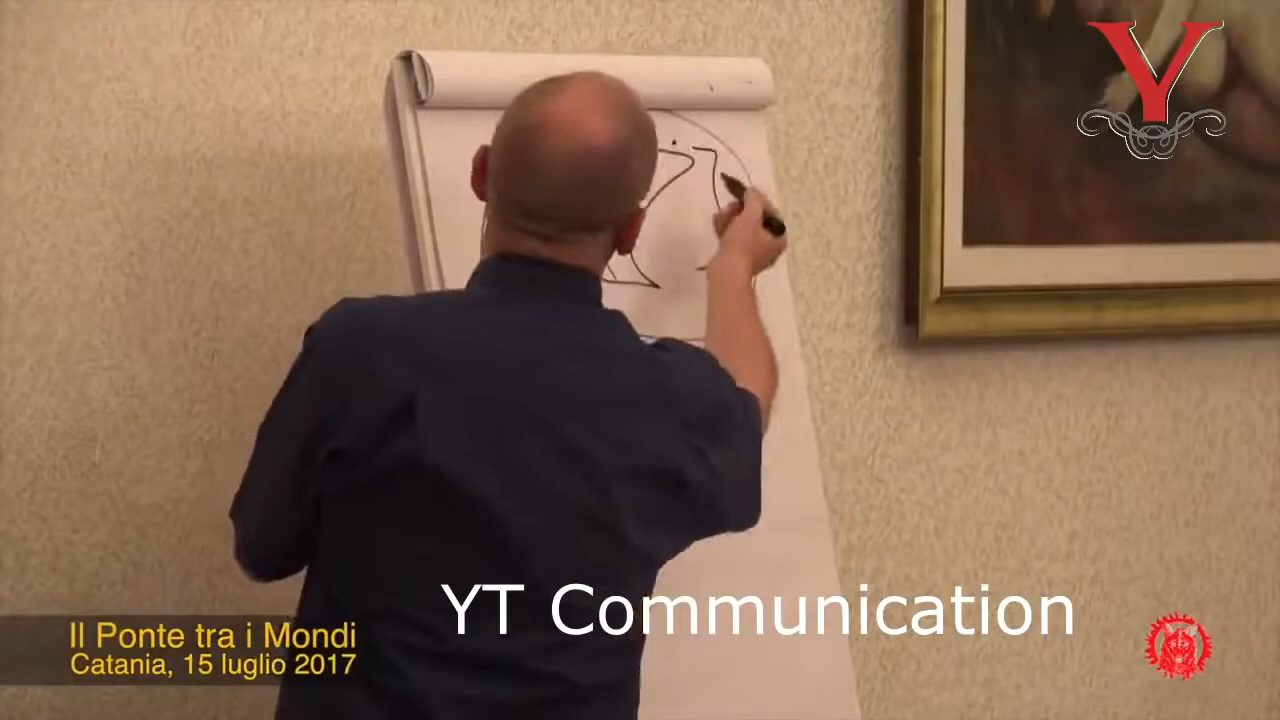 Y
YT Communication
Il Ponte tra i Mondi
Catania, 15 luglio 2017